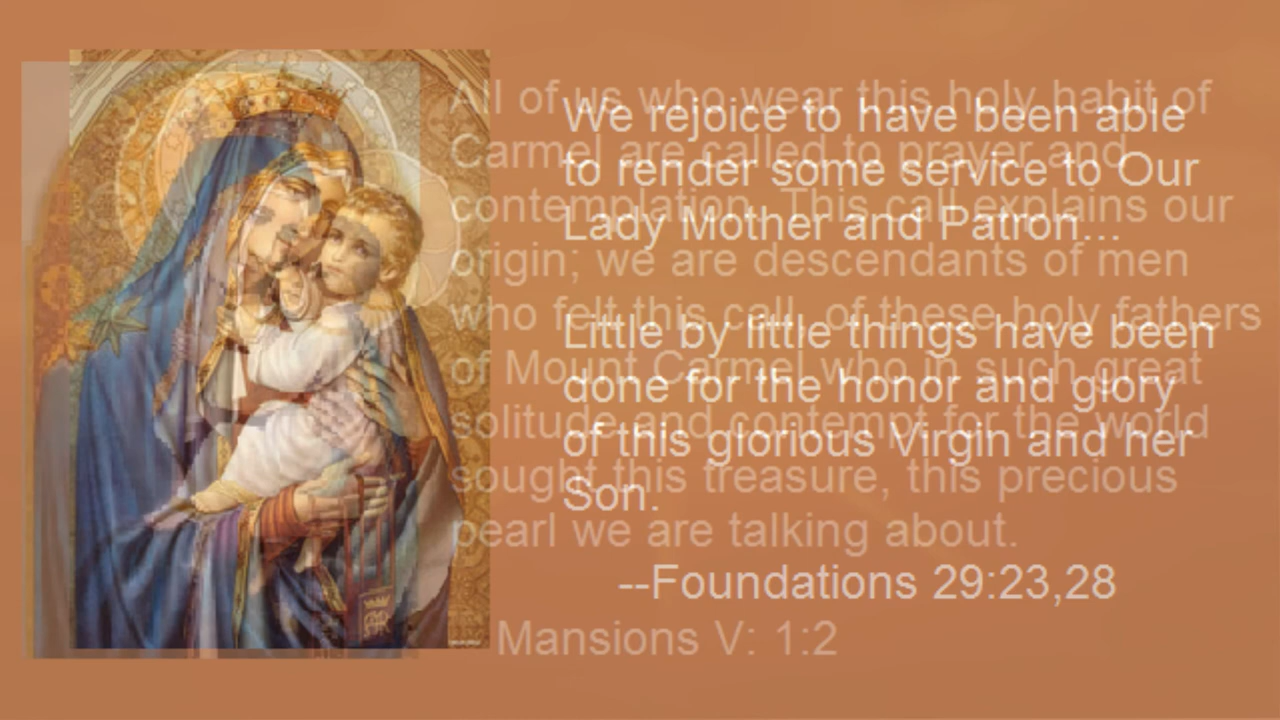 We rejoice to have been able
to render some service to Our
Lady Mother and Patron...
Little by little things have been
done for the honor and glory
of this glorious Virgin and her
Son.
--Foundations 29:23,28
All of us who wear this holy habit of
Carmel are called to prayer and
contemplation. This call explains our
origin; we are descendants of men
who felt this call, of these holy fathers
of Mount Carmel who in such great
solitude and contempt for the world
sought this treasure, this precious
pearl we are talking about.
Mansions V: 1:2